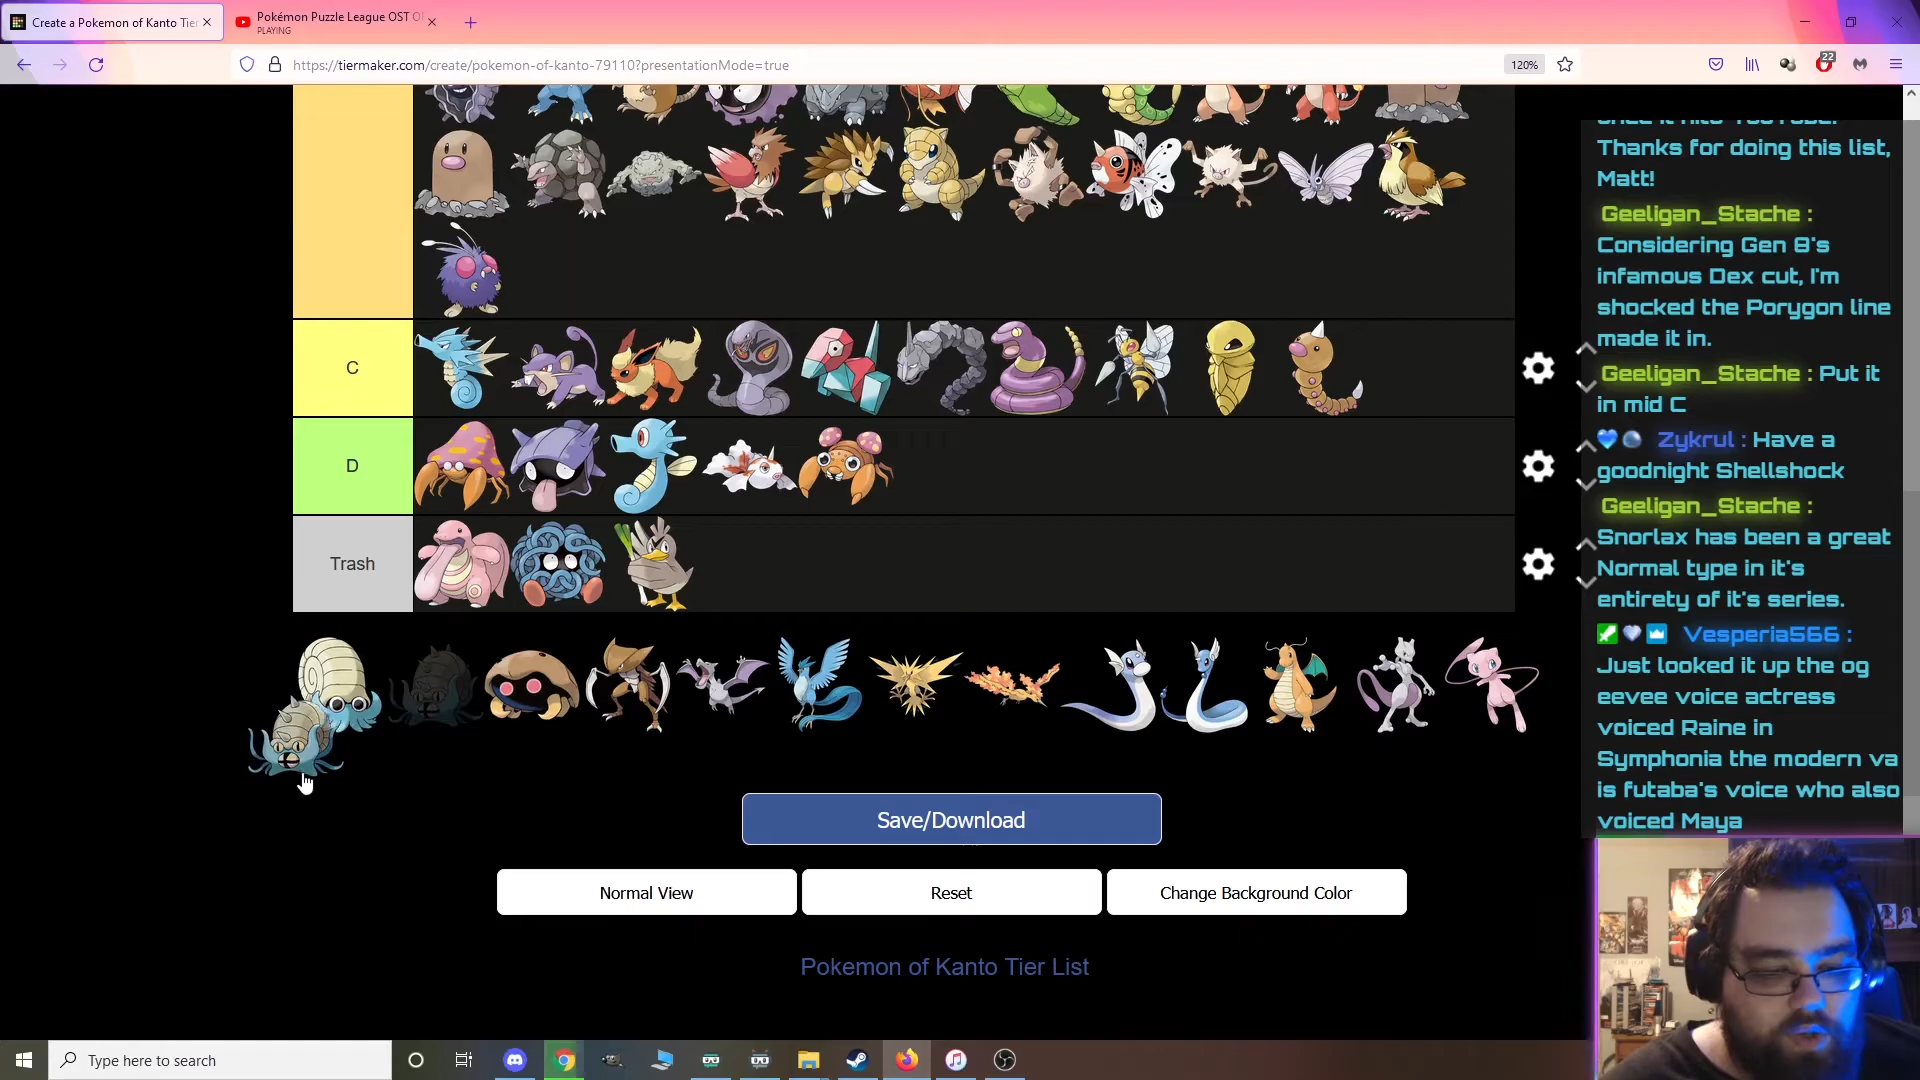 Create a Pokemon of Kanto Tie
Pokémon Puzzle League OST O
PLAYING
https://tiermaker.com/create/pokemon-of-kanto-79110?presentationMode=true
120%
22
Thanks for doing this list,
Matt!
Geeligan_Stache :
Considering Gen 8's
infamous Dex cut, I'm
shocked the Porygon line
made it in.
Geeligan_Stache : Put it
in mid C
Zykrul : Have a
goodnight Shellshock
Geeligan_Stache :
Snorlax has been a great
Normal type in it's
entirety of it's series.
Vesperia566 :
Just looked it up the og
eevee voice actress
voiced Raine in
Symphonia the modern va
is futaba's voice who also
voiced Maya
C
D
Trash
Save/Download
Normal View
Reset
Change Background Color
Pokemon of Kanto Tier List
Type here to search